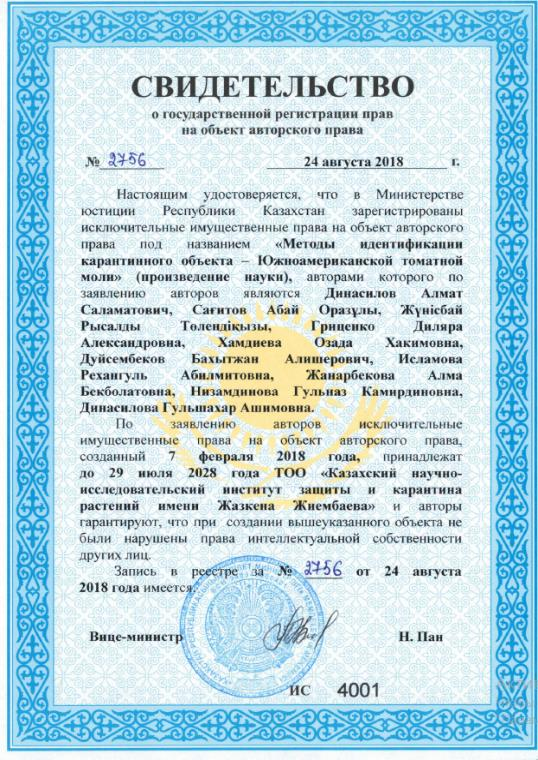 СВИДЕТЕЛЬСТВО
о государственной регистрации прав
на объект авторского права
№ 2756 24 августа 2018 г.
Настоящим удостоверяется, что в Министерстве
юстиции Республики Казахстан зарегистрированы
исключительные имущественные права на объект авторского
права под названием «Методы идентификации
карантинного объекта – Южноамериканской томатной
моли» (произведение науки), авторами которого по
заявлению авторов являются Динасилов Алмат
Саламатович, Сағитов Абай Оразұлы, Жүнісбай
Рысалды Төлендіқызы, Гриценко Диляра
Александровна, Хамдиева Озада Хакимовна,
Дуйсембеков Бахытжан Алишерович, Исламова
Рехангуль Абилмитовна, Жанарбекова Алма
Бекболатовна, Низамдинова Гульназ Камирдиновна,
Динасилова Гульшахар Ашимовна.
По заявлению авторов исключительные
имущественные права на объект авторского права,
созданный 7 февраля 2018 года, принадлежат
до 29 июля 2028 года ТОО «Казахский научно-
исследовательский институт защиты и карантина
растений имени Жазкена Жиембаева» и авторы
гарантируют, что при создании вышеуказанного объекта не
были нарушены права интеллектуальной собственности
других лиц.
Запись в реестре за № 2756 от 24 августа
2018 года имеется.
Вице-министр Н. Пан
ИС 4001